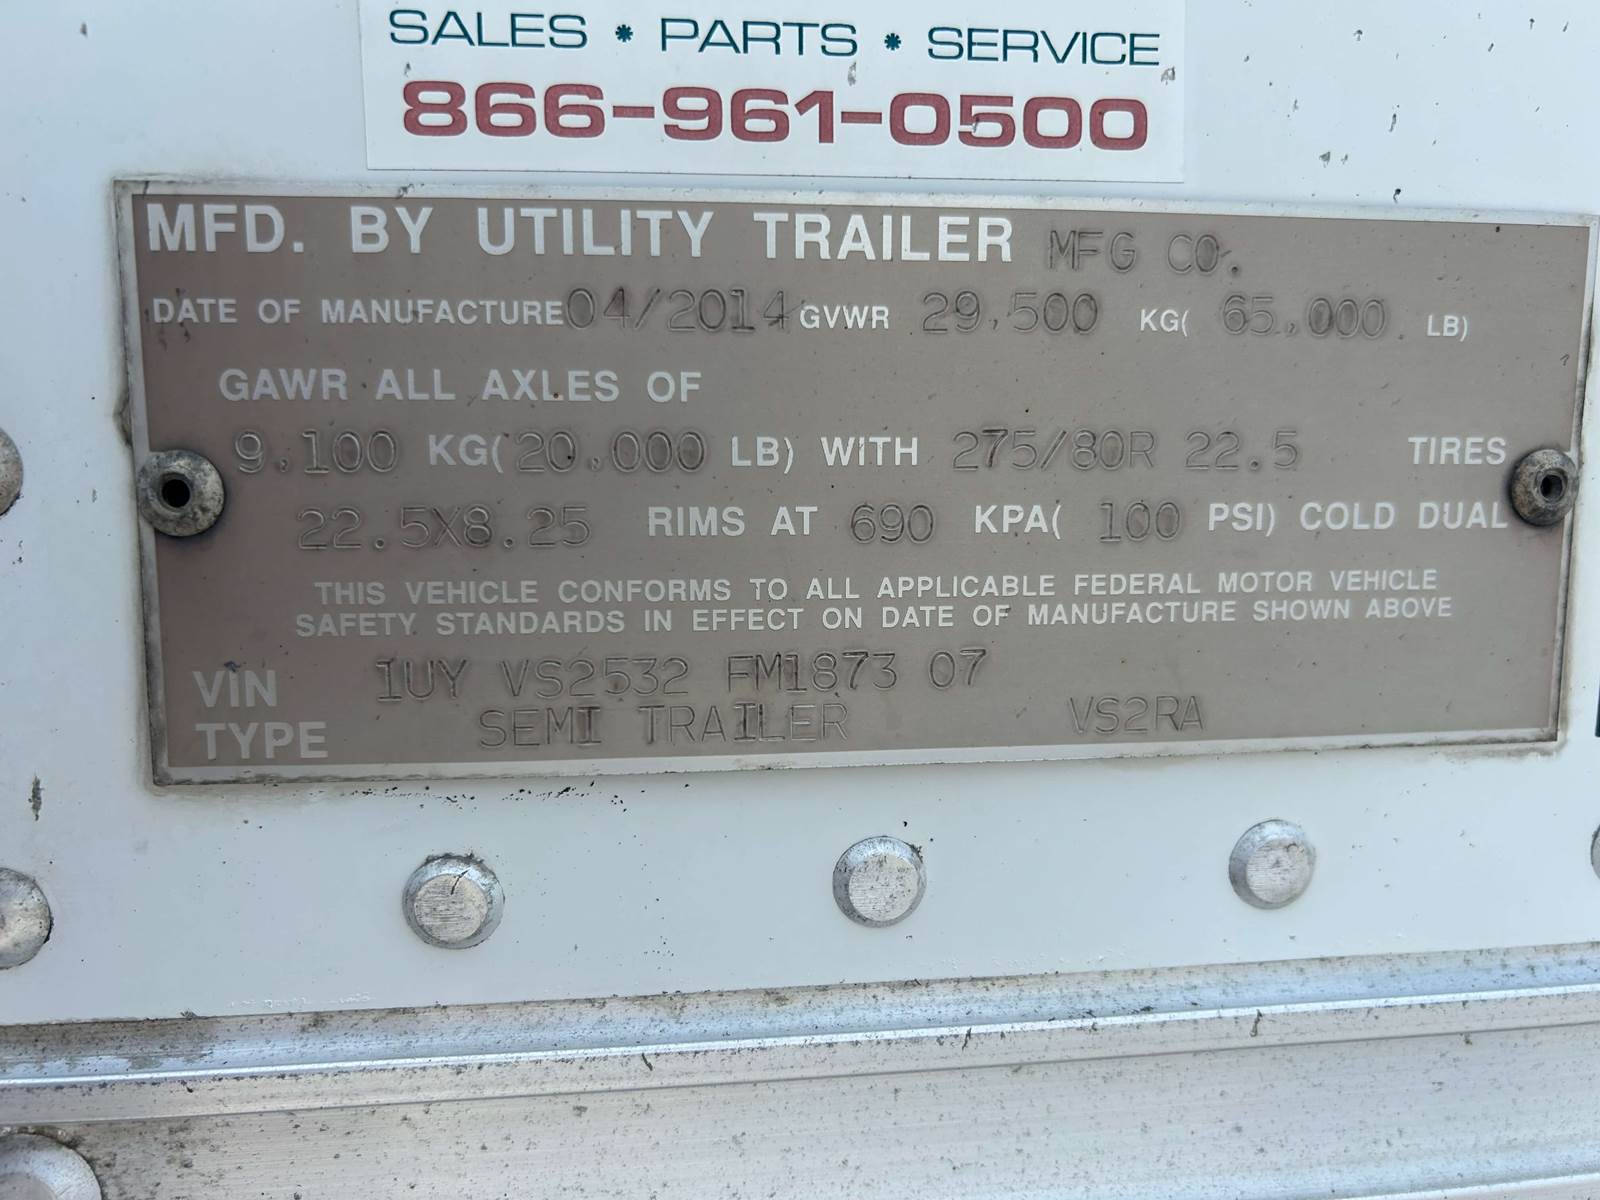 SALES * PARTS * SERVICE
866-961-0500
MFD. BY UTILITY TRAILER MFG CO.
DATE OF MANUFACTURE 04/2014 GVWR 29,500 KG( 65,000 LB)
GAWR ALL AXLES OF
9,100 KG( 20,000 LB) WITH 275/80R 22.5 TIRES
22.5X8.25 RIMS AT 690 KPA( 100 PSI) COLD DUAL
THIS VEHICLE CONFORMS TO ALL APPLICABLE FEDERAL MOTOR VEHICLE
SAFETY STANDARDS IN EFFECT ON DATE OF MANUFACTURE SHOWN ABOVE
VIN 1UY VS2532 FM1873 07
TYPE SEMI TRAILER VS2RA